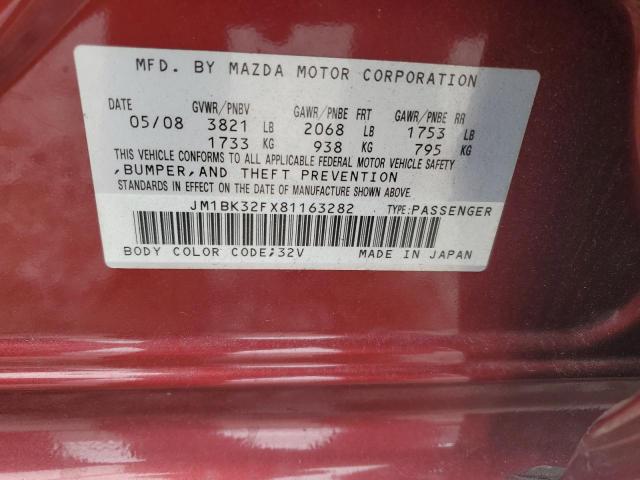 MFD. BY MAZDA MOTOR CORPORATION
DATE GVWR/PNBV GAWR/PNBE FRT GAWR/PNBE RR
05/08 3821 LB 2068 LB 1753 LB
1733 KG 938 KG 795 KG
THIS VEHICLE CONFORMS TO ALL APPLICABLE FEDERAL MOTOR VEHICLE SAFETY
,BUMPER,AND THEFT PREVENTION
STANDARDS IN EFFECT ON THE DATE OF MANUFACTURE SHOWN ABOVE.
JM1BK32FX81163282 TYPE:PASSENGER
BODY COLOR CODE;32V MADE IN JAPAN